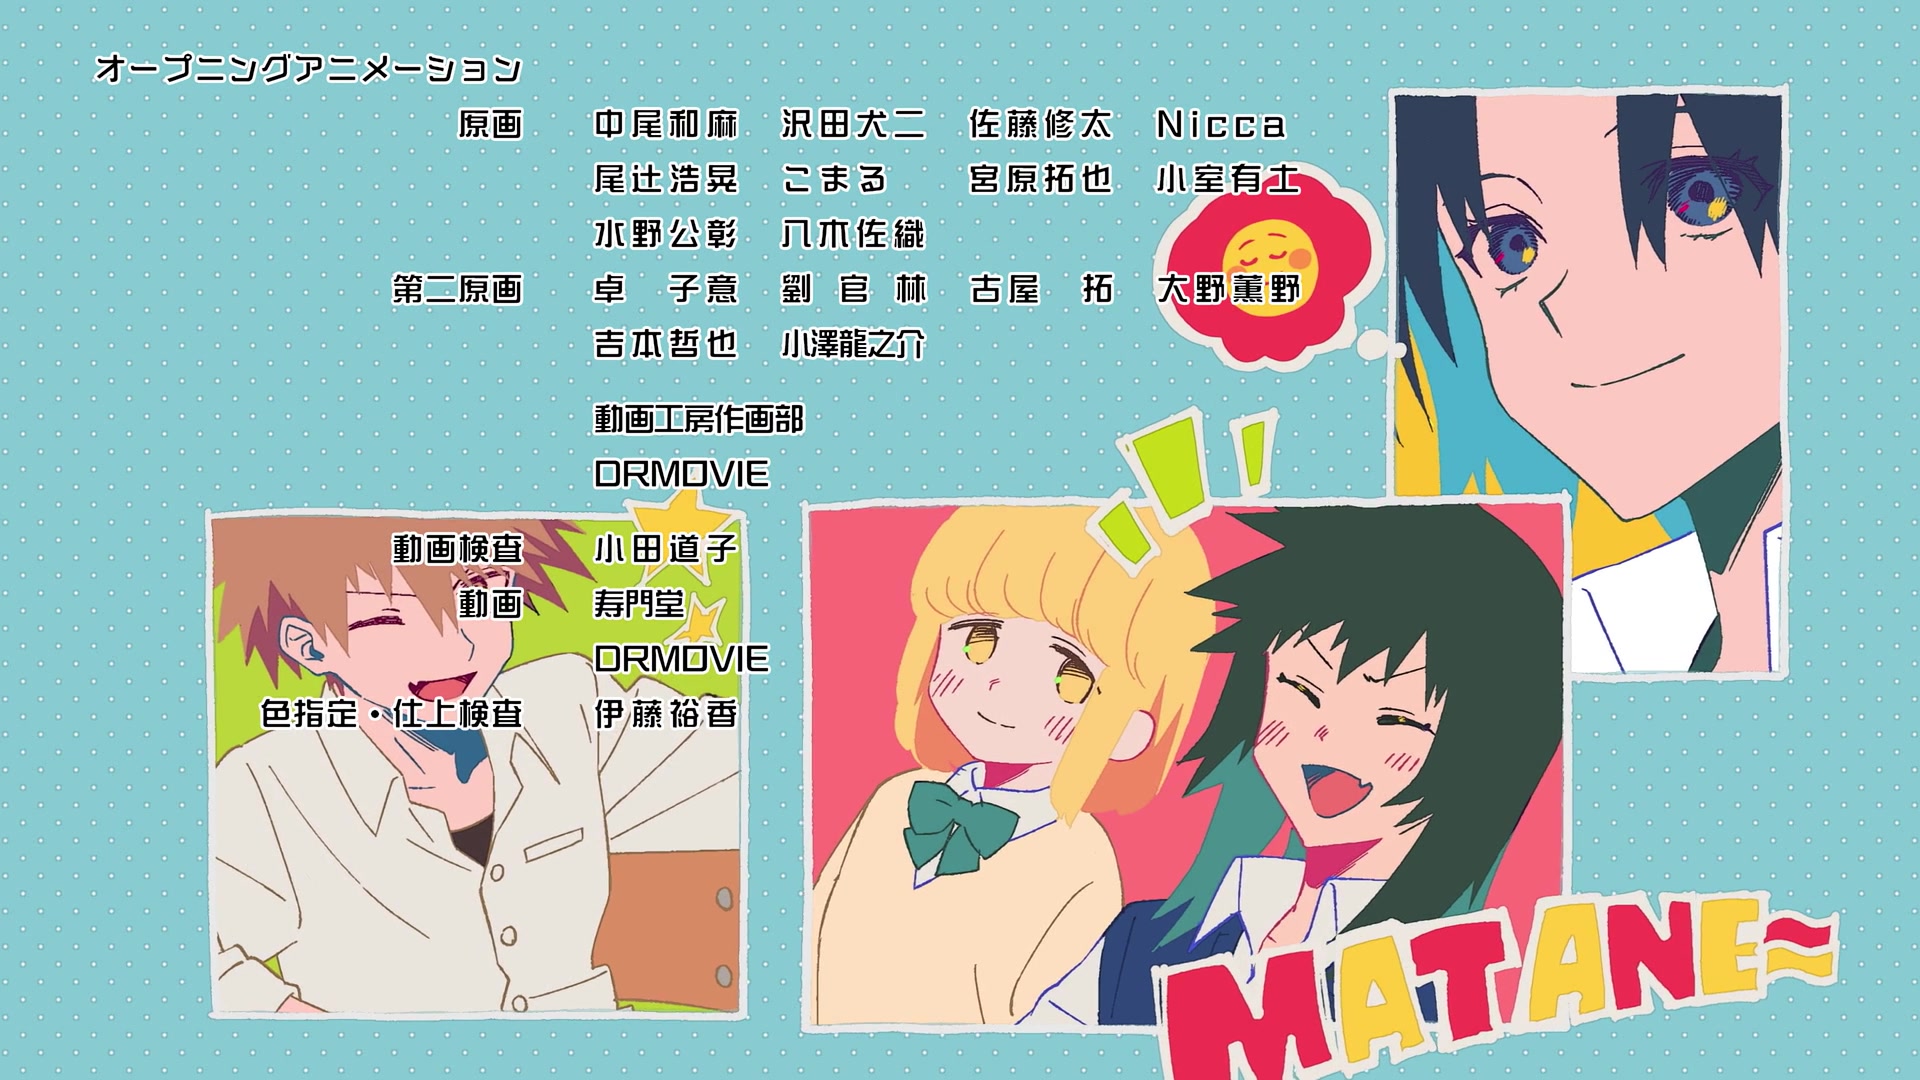 オープニングアニメーション
原画 中尾和麻 沢田犬二 佐藤修太 Nicca
尾辻浩晃 こまる 宮原拓也 小室有士
水野公彰 八木佐織
第二原画 卓 子意 劉官林 古屋 拓 大野薫野
吉本哲也 小澤龍之介
動画工房作画部
DRMOVIE
動画検査 小田道子
動画 寿門堂
DRMOVIE
色指定・仕上検査 伊藤裕香
MATANE~